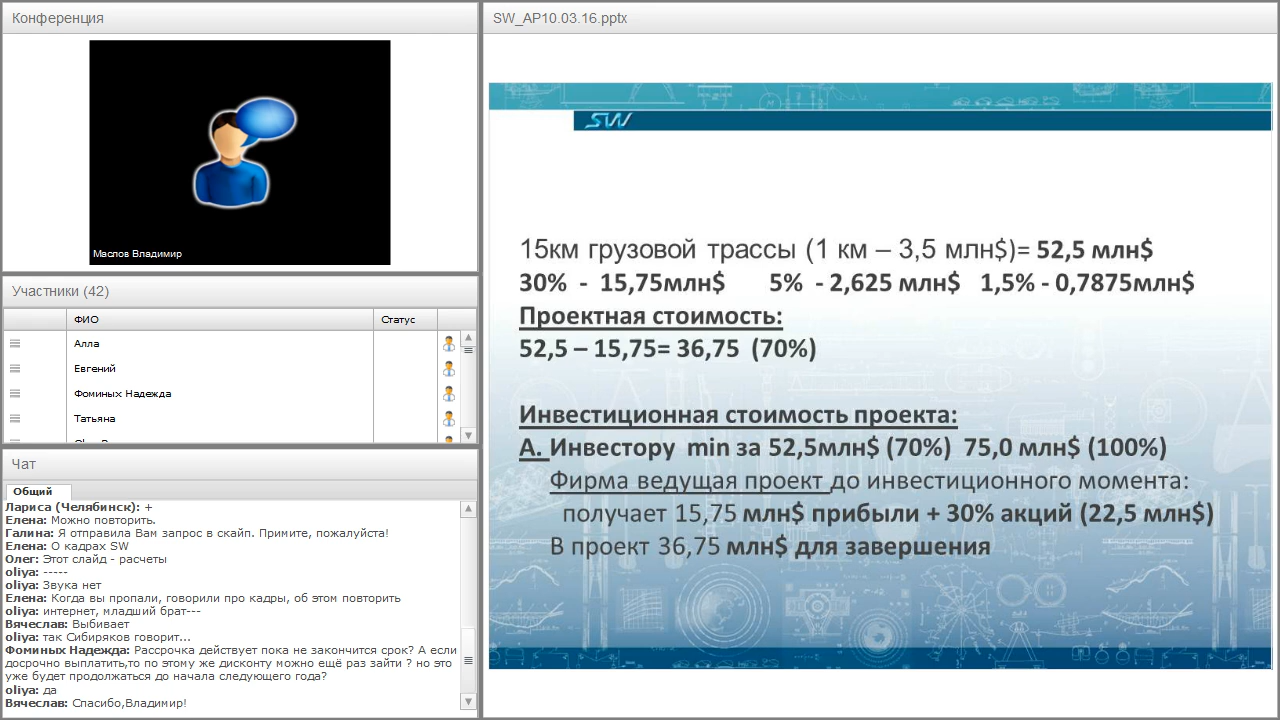 Конференция
Маслов Владимир
Участники (42)
ФИО
Статус
Алла
Евгений
Фоминых Надежда
Татьяна
Чат
Общий
Лариса (Челябинск): +
Елена: Можно повторить.
Галина: Я отправила Вам запрос в скайп. Примите, пожалуйста!
Елена: О кадрах SW
Олег: Этот слайд - расчеты
oliya: -----
oliya: Звука нет
Елена: Когда вы пропали, говорили про кадры, об этом повторить
oliya: интернет, младший брат---
Вячеслав: Выбивает
oliya: так Сибиряков говорит...
Фоминых Надежда: Рассрочка действует пока не закончится срок? А если
досрочно выплатить,то по этому же дисконту можно ещё раз зайти ? но это
уже будет продолжаться до начала следующего года?
oliya: да
Вячеслав: Спасибо,Владимир!
SW_AP10.03.16.pptx
SW
15км грузовой трассы (1 км – 3,5 млн$)= 52,5 млн$
30% - 15,75млн$ 5% - 2,625 млн$ 1,5% - 0,7875млн$
Проектная стоимость:
52,5 – 15,75= 36,75 (70%)
Инвестиционная стоимость проекта:
А. Инвестору min за 52,5млн$ (70%) 75,0 млн$ (100%)
Фирма ведущая проект до инвестиционного момента:
получает 15,75 млн$ прибыли + 30% акций (22,5 млн$)
В проект 36,75 млн$ для завершения